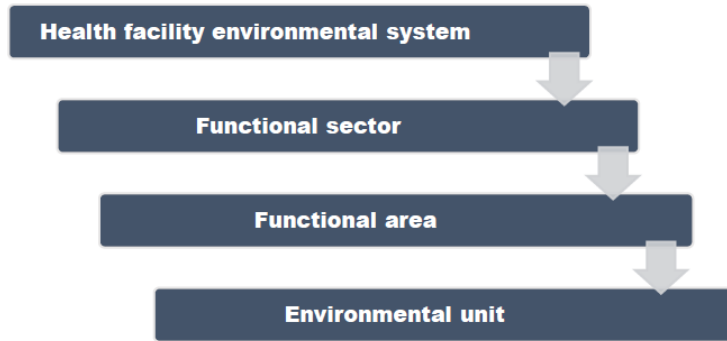 Health facility environmental system
Functional sector
Functional area
Environmental unit